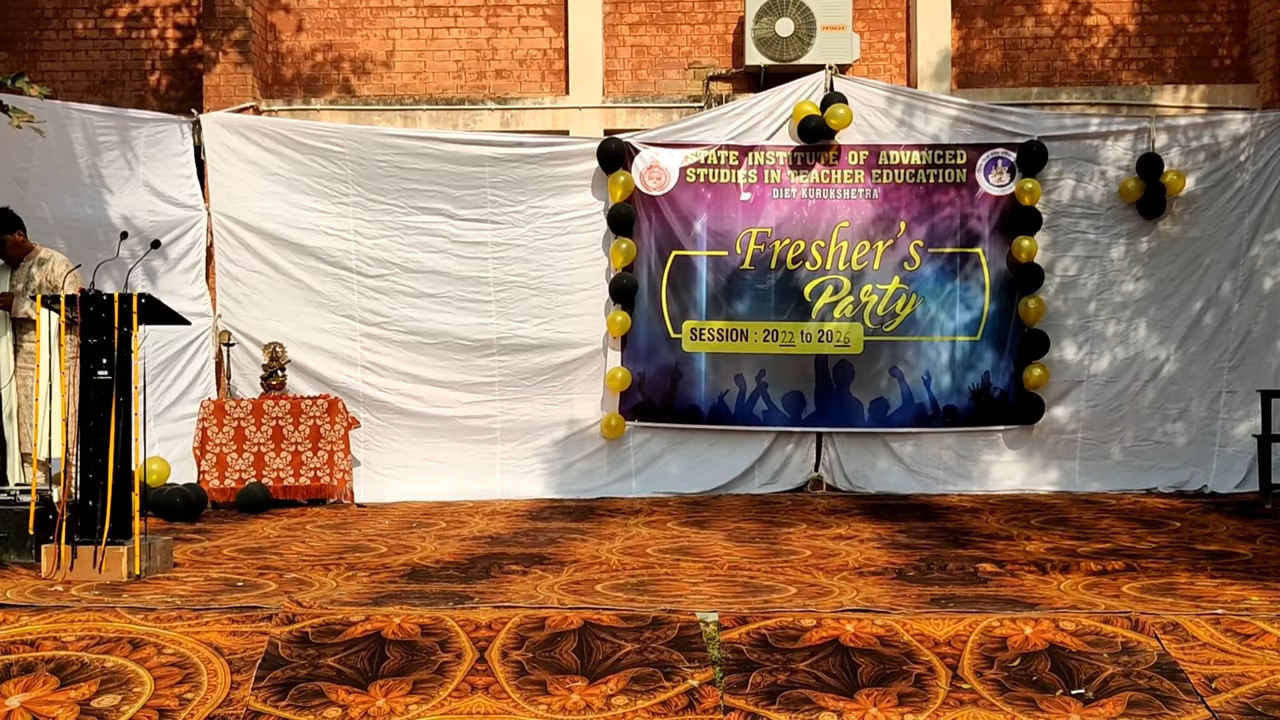 HITACHI
STATE INSTITUTE OF ADVANCED
STUDIES IN TEACHER EDUCATION
DIET KURUKSHETRA
Fresher's
Party
SESSION : 2022 to 2026